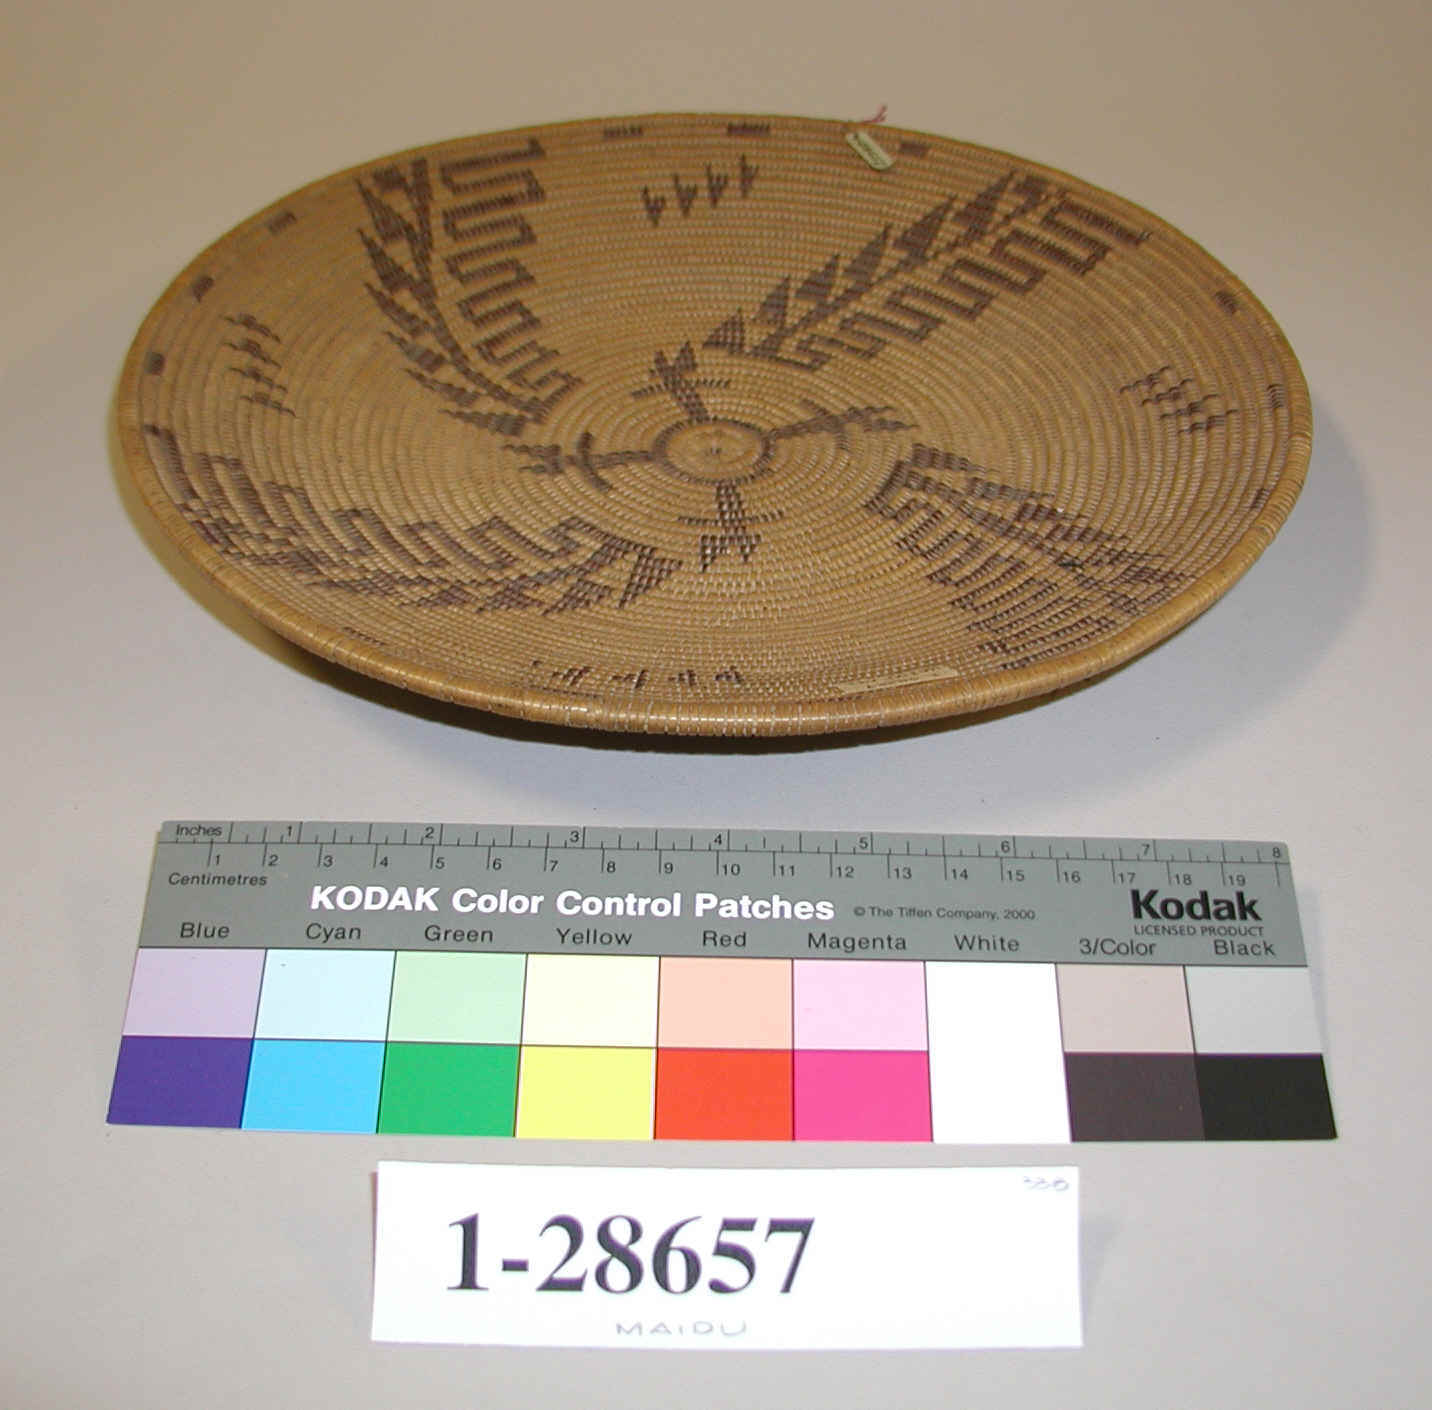 Inches 1 2 3 4 5 6 7 8
1 2 3 4 5 6 7 8 9 10 11 12 13 14 15 16 17 18 19
Centimetres
KODAK Color Control Patches © The Tiffen Company, 2000 Kodak
LICENSED PRODUCT
Blue Cyan Green Yellow Red Magenta White 3/Color Black
330
1-28657
MAIDU